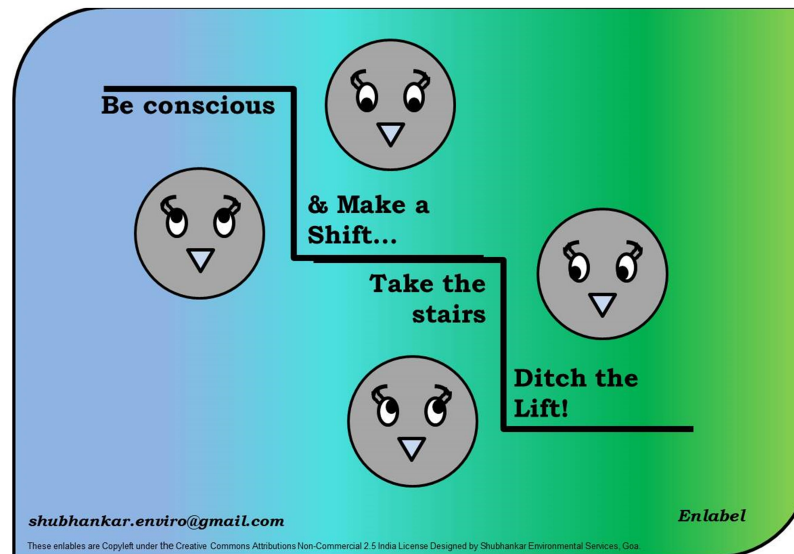 Be conscious
& Make a
Shift...
Take the
stairs
Ditch the
Lift!
shubhankar.enviro@gmail.com
Enlabel
These enlables are Copyleft under the Creative Commons Attributions Non-Commercial 2.5 India License Designed by Shubhankar Environmental Services, Goa